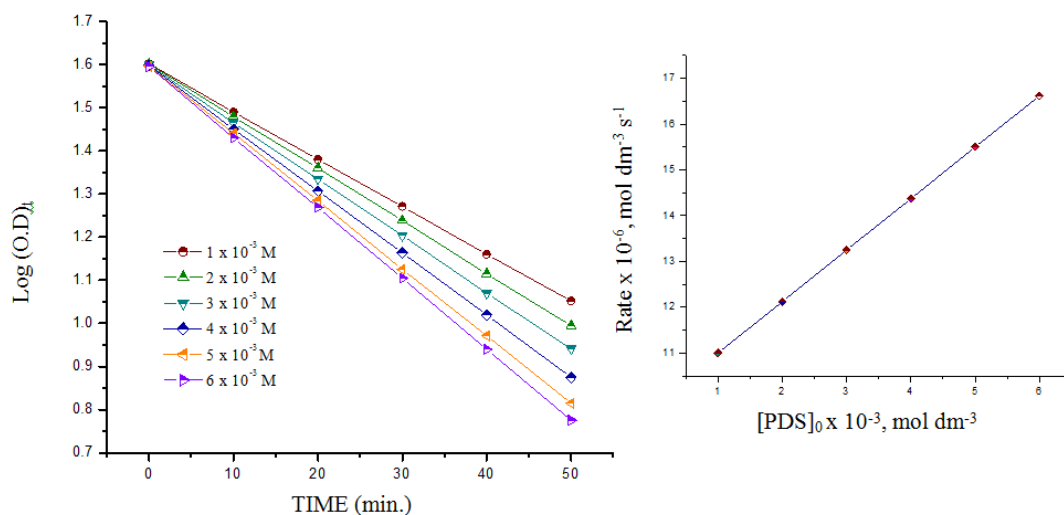 1.7
1.6
1.5
1.4
1.3
1.2
1.1
1.0
0.9
0.8
0.7
Log (O.D)t
1 x 10⁻³ M
2 x 10⁻³ M
3 x 10⁻³ M
4 x 10⁻³ M
5 x 10⁻³ M
6 x 10⁻³ M
0 10 20 30 40 50
TIME (min.)
17
16
15
14
13
12
11
Rate x 10⁻⁶, mol dm⁻³ s⁻¹
1 2 3 4 5 6
[PDS]₀ x 10⁻³, mol dm⁻³